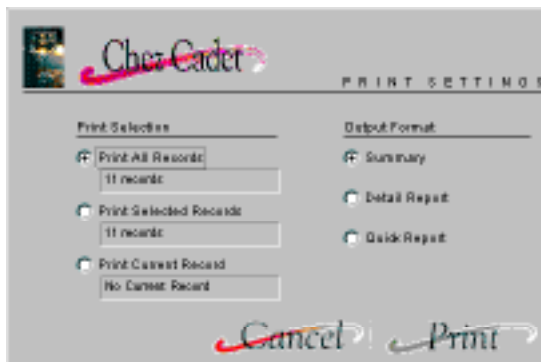 Chez Cadet
PRINT SETTINGS
Print Selection
Print All Records
11 records
Print Selected Records
11 records
Print Current Record
No Current Record
Output Format
Summary
Detail Report
Quick Report
Cancel
Print